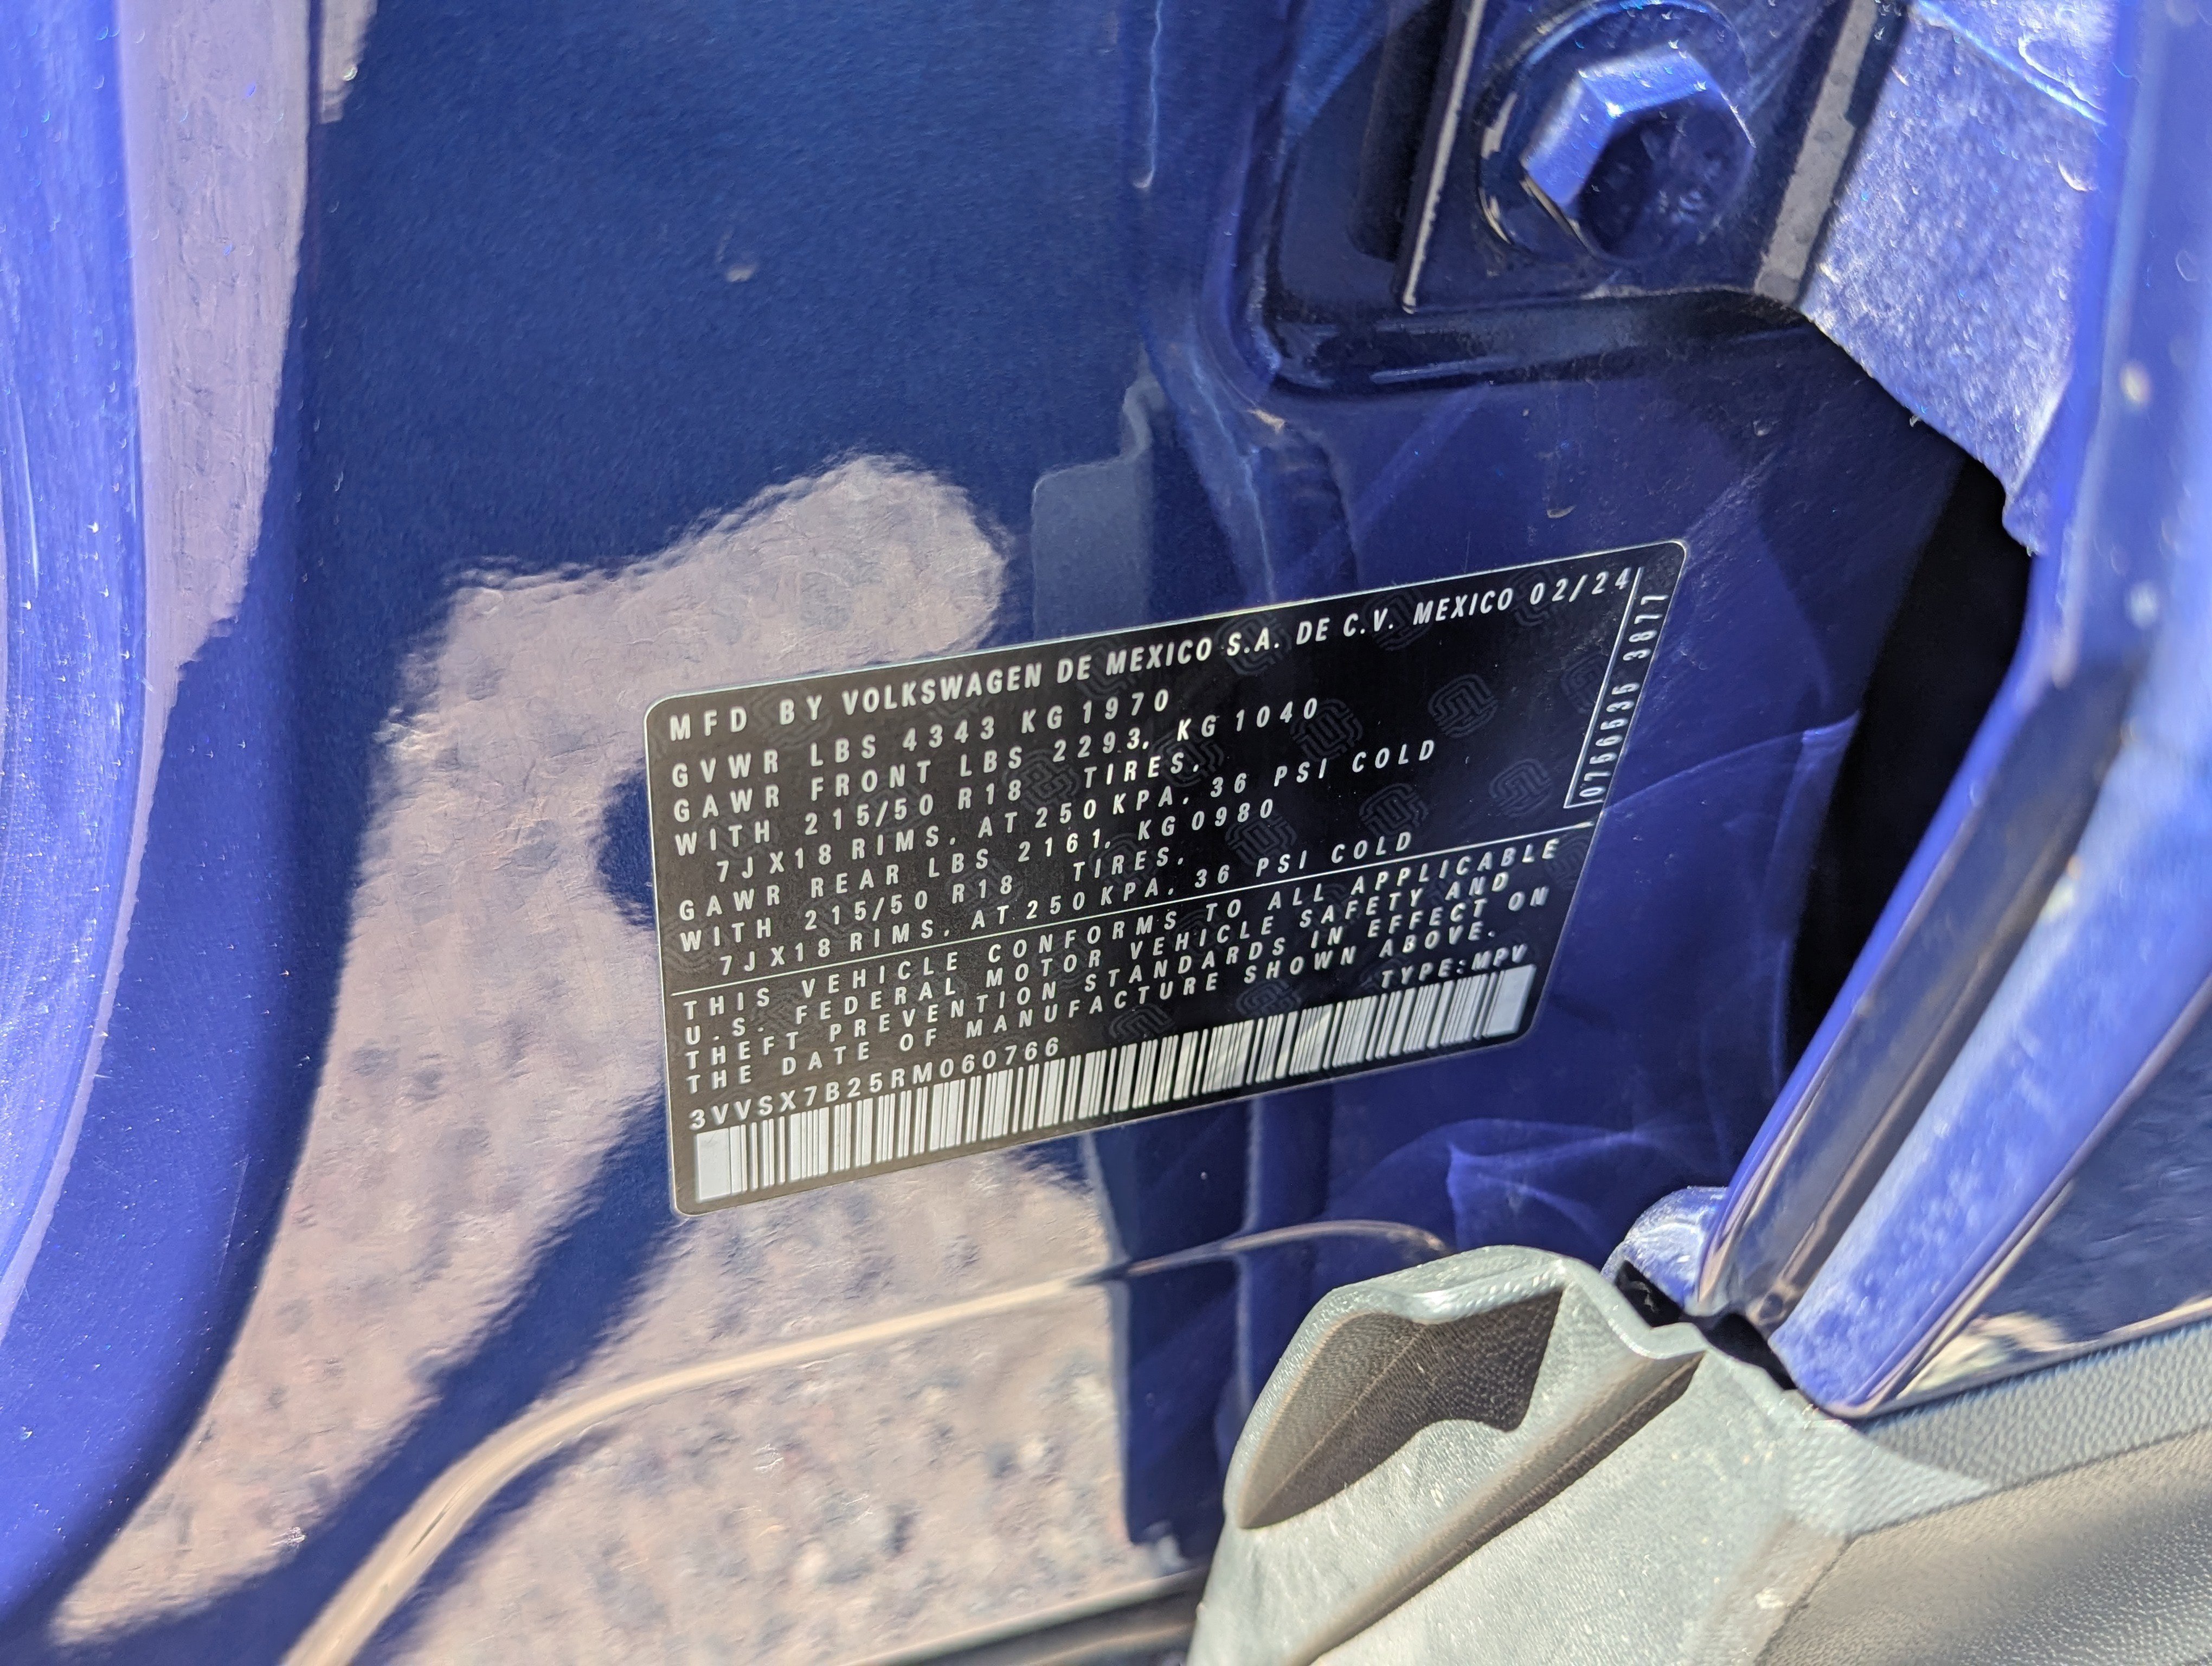 MFD BY VOLKSWAGEN DE MEXICO S.A. DE C.V. MEXICO 02/24
GVWR LBS 4343 KG 1970
GAWR FRONT LBS 2293, KG 1040
WITH 215/50 R18 TIRES,
7JX18 RIMS, AT 250 KPA, 36 PSI COLD
GAWR REAR LBS 2161, KG 0980
WITH 215/50 R18 TIRES,
7JX18 RIMS, AT 250 KPA, 36 PSI COLD
THIS VEHICLE CONFORMS TO ALL APPLICABLE
U.S. FEDERAL MOTOR VEHICLE SAFETY AND
THEFT PREVENTION STANDARDS IN EFFECT ON
THE DATE OF MANUFACTURE SHOWN ABOVE.
TYPE:MPV
3VVSX7B25RM060766
0766535 3877